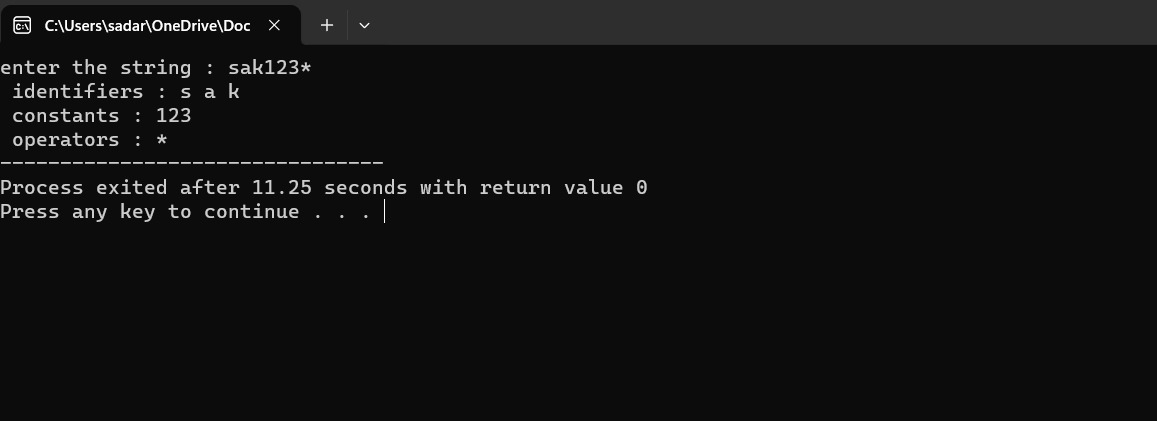 C:\Users\sadar\OneDrive\Doc
enter the string : sak123*
 identifiers : s a k
 constants : 123
 operators : *
--------------------------------
Process exited after 11.25 seconds with return value 0
Press any key to continue . . .